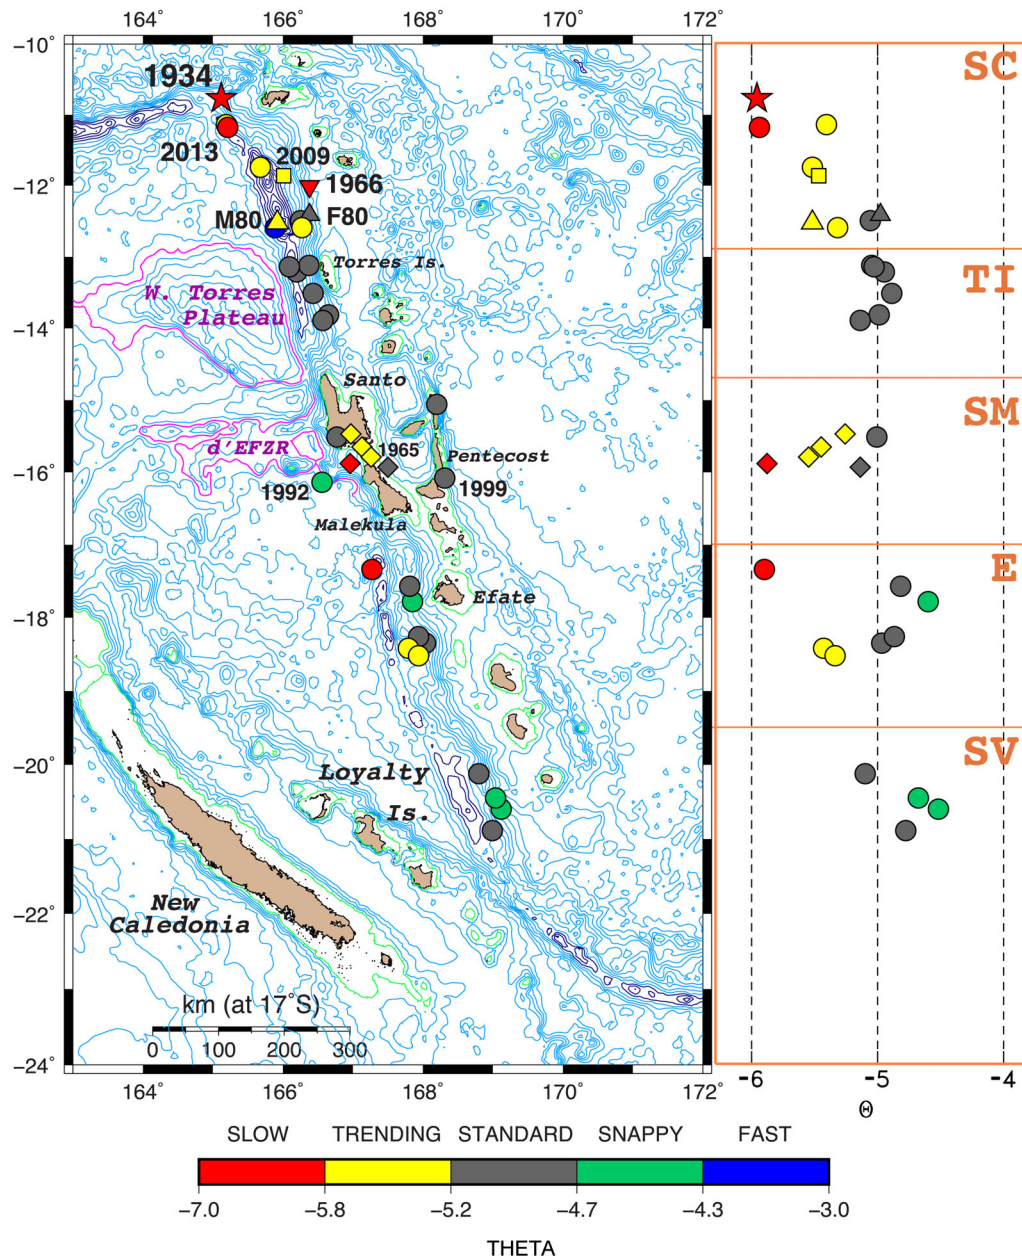 164° 166° 168° 170° 172°
−10°
−12°
−14°
−16°
−18°
−20°
−22°
−24°
1934
2013
2009
1966
M80
F80
Torres Is.
W. Torres
Plateau
Santo
d'EFZR
1965
Pentecost
1992
1999
Malekula
Efate
Loyalty
Is.
New
Caledonia
km (at 17°S)
0 100 200 300
164° 166° 168° 170° 172°
SC
TI
SM
E
SV
-6 -5 -4
Θ
SLOW TRENDING STANDARD SNAPPY FAST
−7.0 −5.8 −5.2 −4.7 −4.3 −3.0
THETA